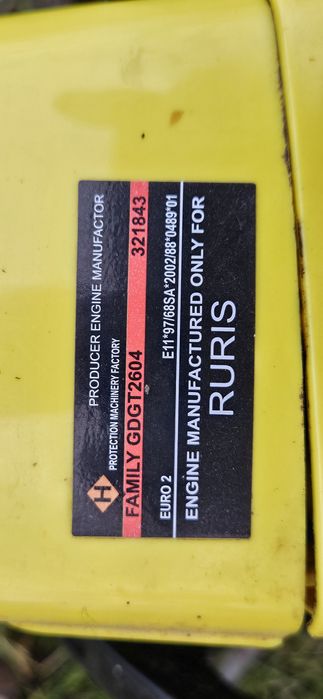 PRODUCER ENGINE MANUFACTOR
H PROTECTION MACHINERY FACTORY
FAMILY GDGT2604 321843
EURO 2 E11*97/68SA*2002/88*0489*01
ENGINE MANUFACTURED ONLY FOR
RURIS